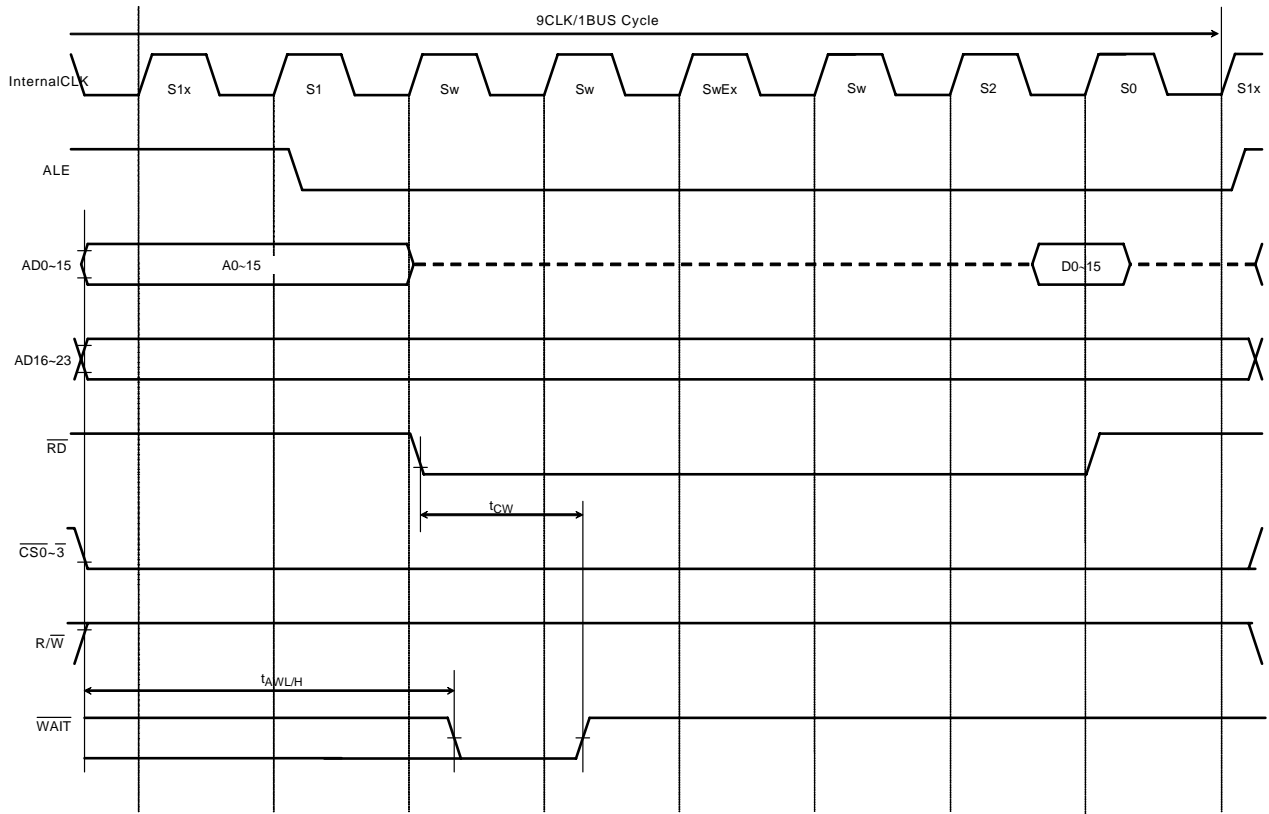 9CLK/1BUS Cycle
InternalCLK
S1x
S1
Sw
Sw
SwEx
Sw
S2
S0
S1x
ALE
AD0~15
A0~15
D0~15
AD16~23
RD
tCW
CS0~3
R/W
tAWL/H
WAIT